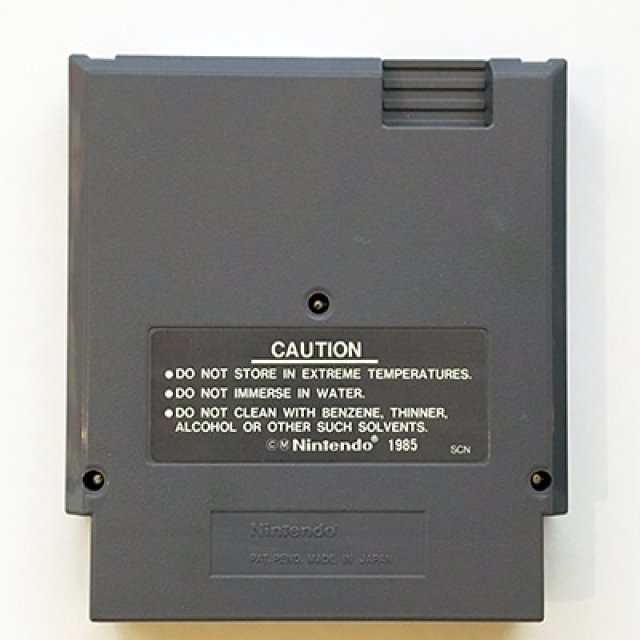 CAUTION
●DO NOT STORE IN EXTREME TEMPERATURES.
●DO NOT IMMERSE IN WATER.
●DO NOT CLEAN WITH BENZENE, THINNER,
ALCOHOL OR OTHER SUCH SOLVENTS.
©Ⓜ Nintendo® 1985 SCN
Nintendo®
PAT. PEND. MADE IN JAPAN